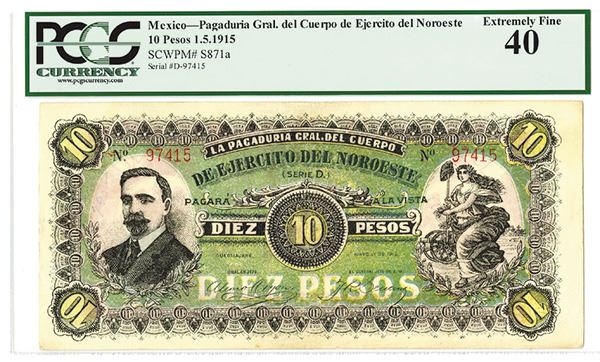 PCGS
CURRENCY
www.pcgscurrency.com
Mexico—Pagaduria Gral. del Cuerpo de Ejercito del Noroeste
10 Pesos 1.5.1915
SCWPM# S871a
Serial #D-97415
Extremely Fine
40
10
10
LA PAGADURIA GRAL. DEL CUERPO
DE EJERCITO DEL NOROESTE.
No 97415
No 97415
(SERIE D.)
PAGARA A LA VISTA
DIEZ 10 PESOS
DIEZ PESOS
10
10